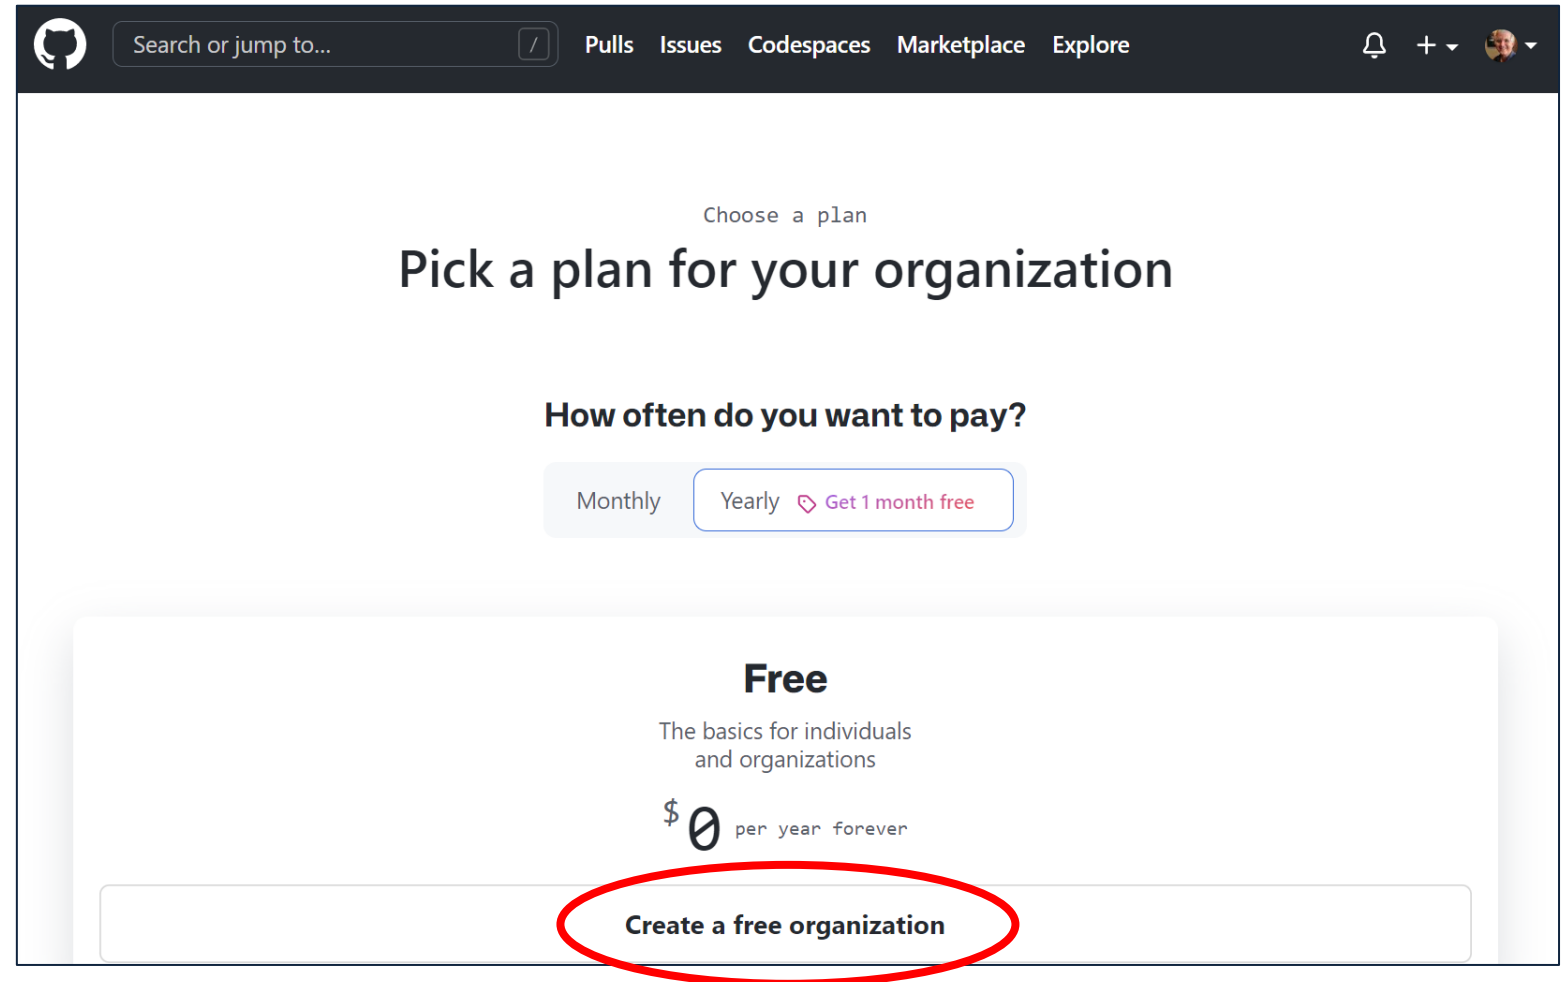 Search or jump to... / Pulls Issues Codespaces Marketplace Explore
Choose a plan
Pick a plan for your organization
How often do you want to pay?
Monthly Yearly Get 1 month free
Free
The basics for individuals
and organizations
$0 per year forever
Create a free organization